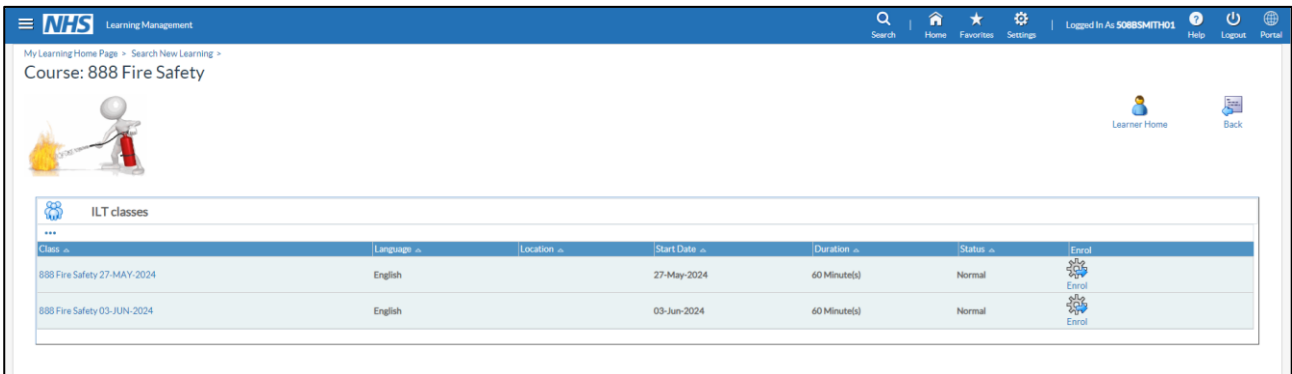 NHS Learning Management
Search | Home Favorites Settings | Logged In As 508BSMITH01 Help Logout Portal
My Learning Home Page > Search New Learning >
Course: 888 Fire Safety
Learner Home Back
ILT classes
Class Language Location Start Date Duration Status Enrol
888 Fire Safety 27-MAY-2024 English 27-May-2024 60 Minute(s) Normal Enrol
888 Fire Safety 03-JUN-2024 English 03-Jun-2024 60 Minute(s) Normal Enrol